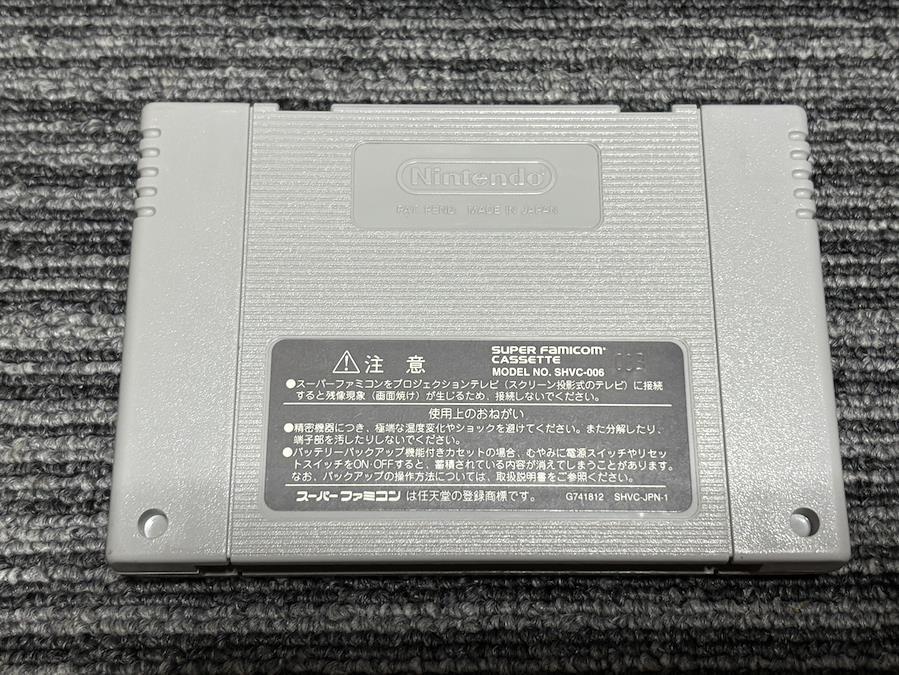 Nintendo
PAT. PEND. MADE IN JAPAN
注意
SUPER FAMICOM
CASSETTE
MODEL NO. SHVC-006
●スーパーファミコンをプロジェクションテレビ（スクリーン投影式のテレビ）に接続
すると残像現象（画面焼け）が生じるため、接続しないでください。
使用上のおねがい
●精密機器につき、極端な温度変化やショックを避けてください。また分解したり、
端子部を汚したりしないでください。
●バッテリーバックアップ機能付きカセットの場合、むやみに電源スイッチやリセッ
トスイッチをON・OFFすると、蓄積されている内容が消えてしまうことがあります。
なお、バックアップの操作方法については、取扱説明書をご参照ください。
スーパーファミコンは任天堂の登録商標です。 G741812 SHVC-JPN-1